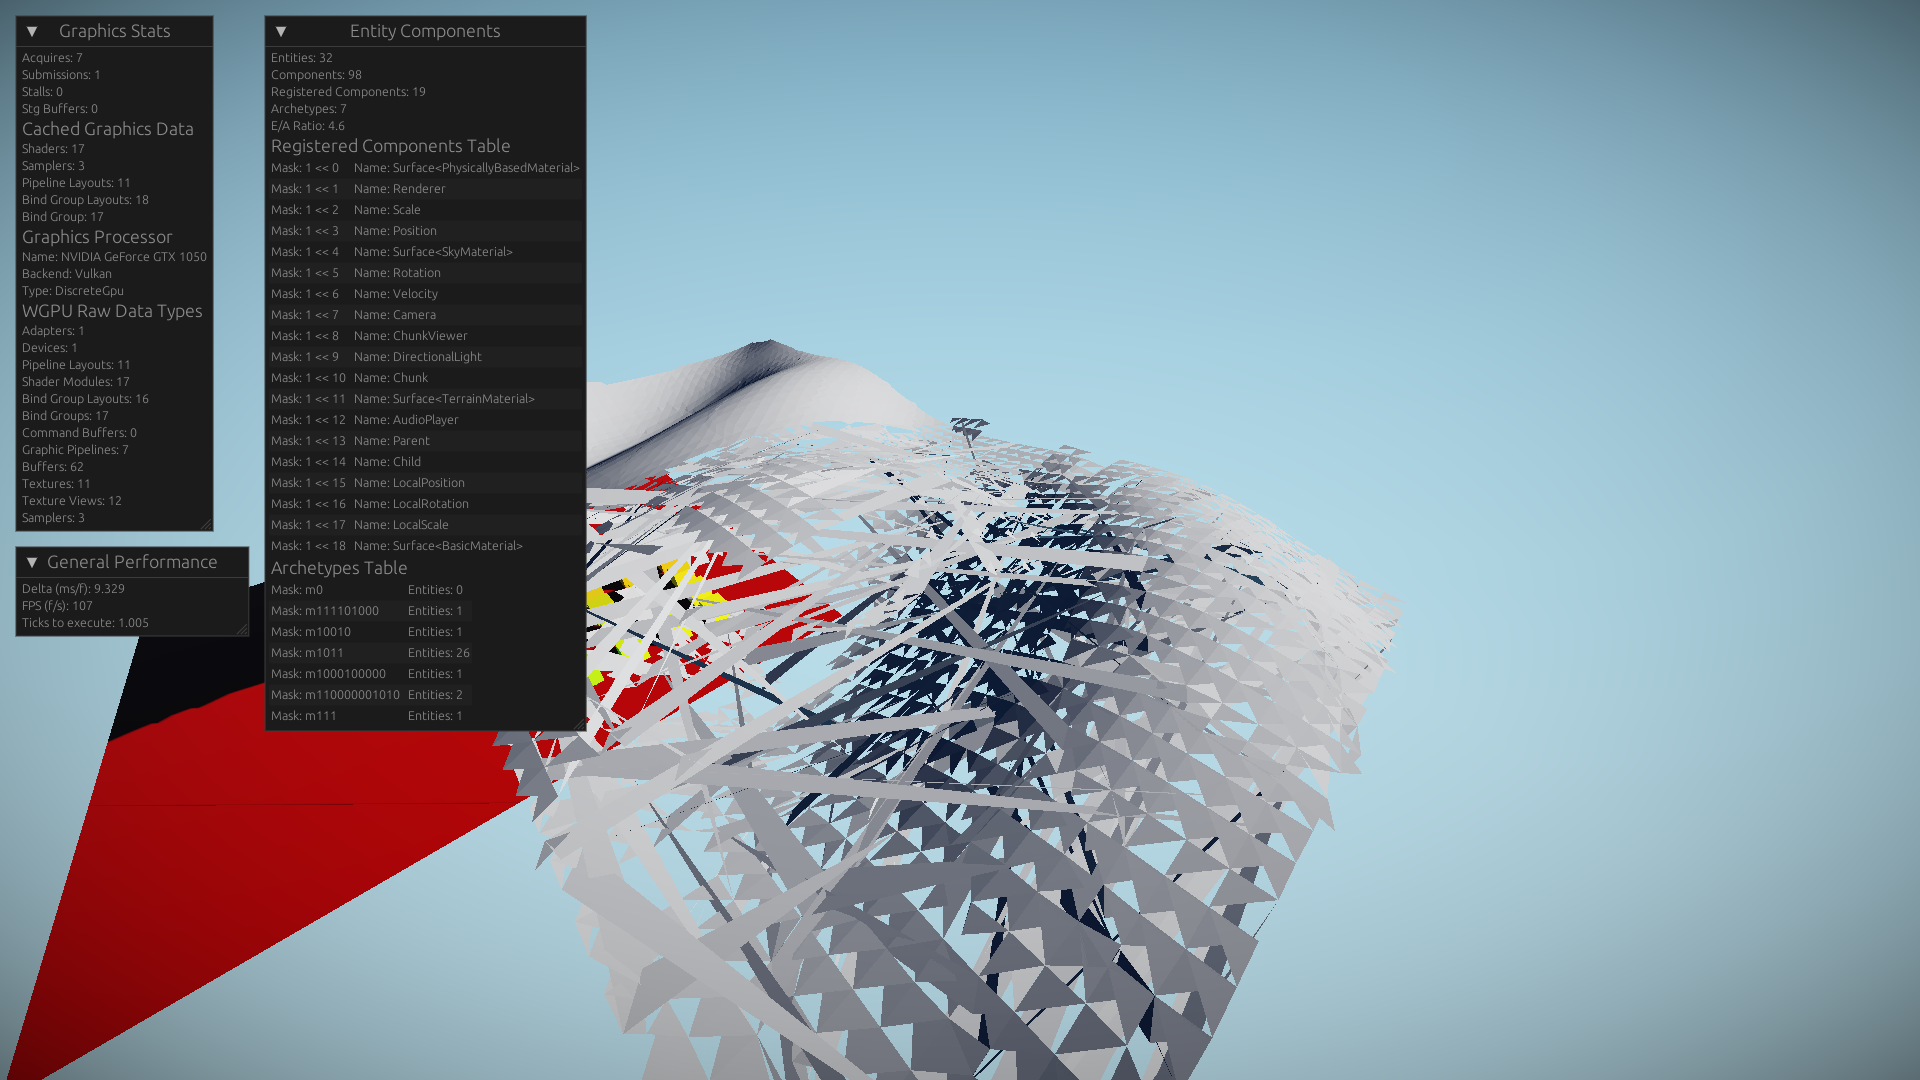 Graphics Stats
Acquires: 7
Submissions: 1
Stalls: 0
Stg Buffers: 0
Cached Graphics Data
Shaders: 17
Samplers: 3
Pipeline Layouts: 11
Bind Group Layouts: 18
Bind Group: 17
Graphics Processor
Name: NVIDIA GeForce GTX 1050
Backend: Vulkan
Type: DiscreteGpu
WGPU Raw Data Types
Adapters: 1
Devices: 1
Pipeline Layouts: 11
Shader Modules: 17
Bind Group Layouts: 16
Bind Groups: 17
Command Buffers: 0
Graphic Pipelines: 7
Buffers: 62
Textures: 11
Texture Views: 12
Samplers: 3
General Performance
Delta (ms/f): 9.329
FPS (f/s): 107
Ticks to execute: 1.005
Entity Components
Entities: 32
Components: 98
Registered Components: 19
Archetypes: 7
E/A Ratio: 4.6
Registered Components Table
Mask: 1 << 0 Name: Surface<PhysicallyBasedMaterial>
Mask: 1 << 1 Name: Renderer
Mask: 1 << 2 Name: Scale
Mask: 1 << 3 Name: Position
Mask: 1 << 4 Name: Surface<SkyMaterial>
Mask: 1 << 5 Name: Rotation
Mask: 1 << 6 Name: Velocity
Mask: 1 << 7 Name: Camera
Mask: 1 << 8 Name: ChunkViewer
Mask: 1 << 9 Name: DirectionalLight
Mask: 1 << 10 Name: Chunk
Mask: 1 << 11 Name: Surface<TerrainMaterial>
Mask: 1 << 12 Name: AudioPlayer
Mask: 1 << 13 Name: Parent
Mask: 1 << 14 Name: Child
Mask: 1 << 15 Name: LocalPosition
Mask: 1 << 16 Name: LocalRotation
Mask: 1 << 17 Name: LocalScale
Mask: 1 << 18 Name: Surface<BasicMaterial>
Archetypes Table
Mask: m0 Entities: 0
Mask: m111101000 Entities: 1
Mask: m10010 Entities: 1
Mask: m1011 Entities: 26
Mask: m1000100000 Entities: 1
Mask: m110000001010 Entities: 2
Mask: m111 Entities: 1